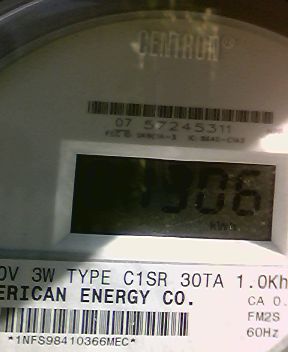 CENTRON®
07 57245311
1906
kWh
0V 3W TYPE C1SR 30TA 1.0Kh
ERICAN ENERGY CO.
CA 0.
FM2S
60Hz
*1NFS98410366MEC*